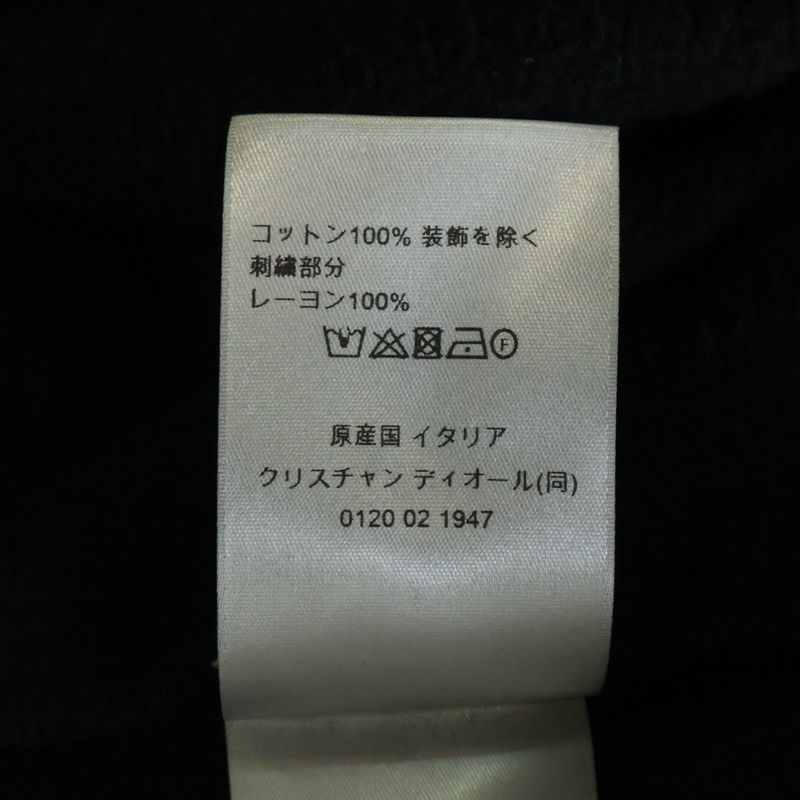 コットン100% 装飾を除く
刺繍部分
レーヨン100%
F
原産国 イタリア
クリスチャン ディオール(同)
0120 02 1947